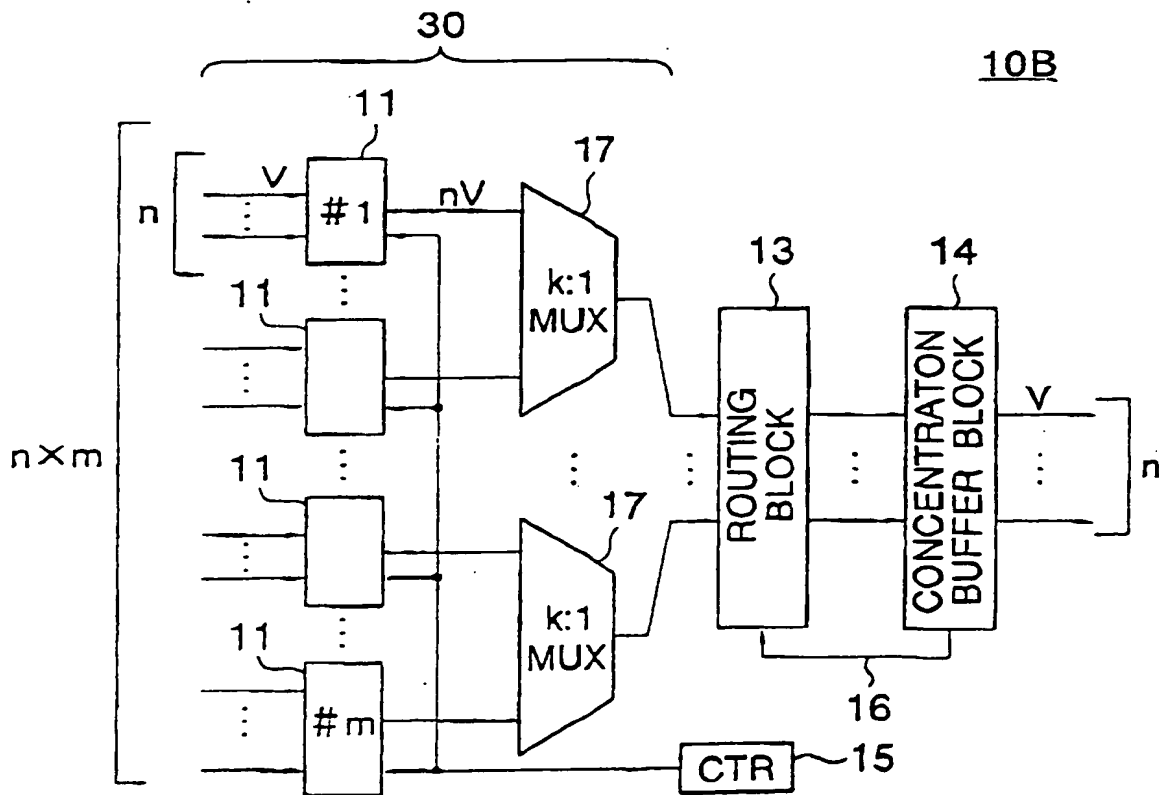 30
10B
11
17
V
nV
n
#1
k:1
MUX
13
14
11
ROUTING
BLOCK
CONCENTRATON
BUFFER BLOCK
V
n
n×m
11
17
k:1
MUX
11
#m
16
CTR
15